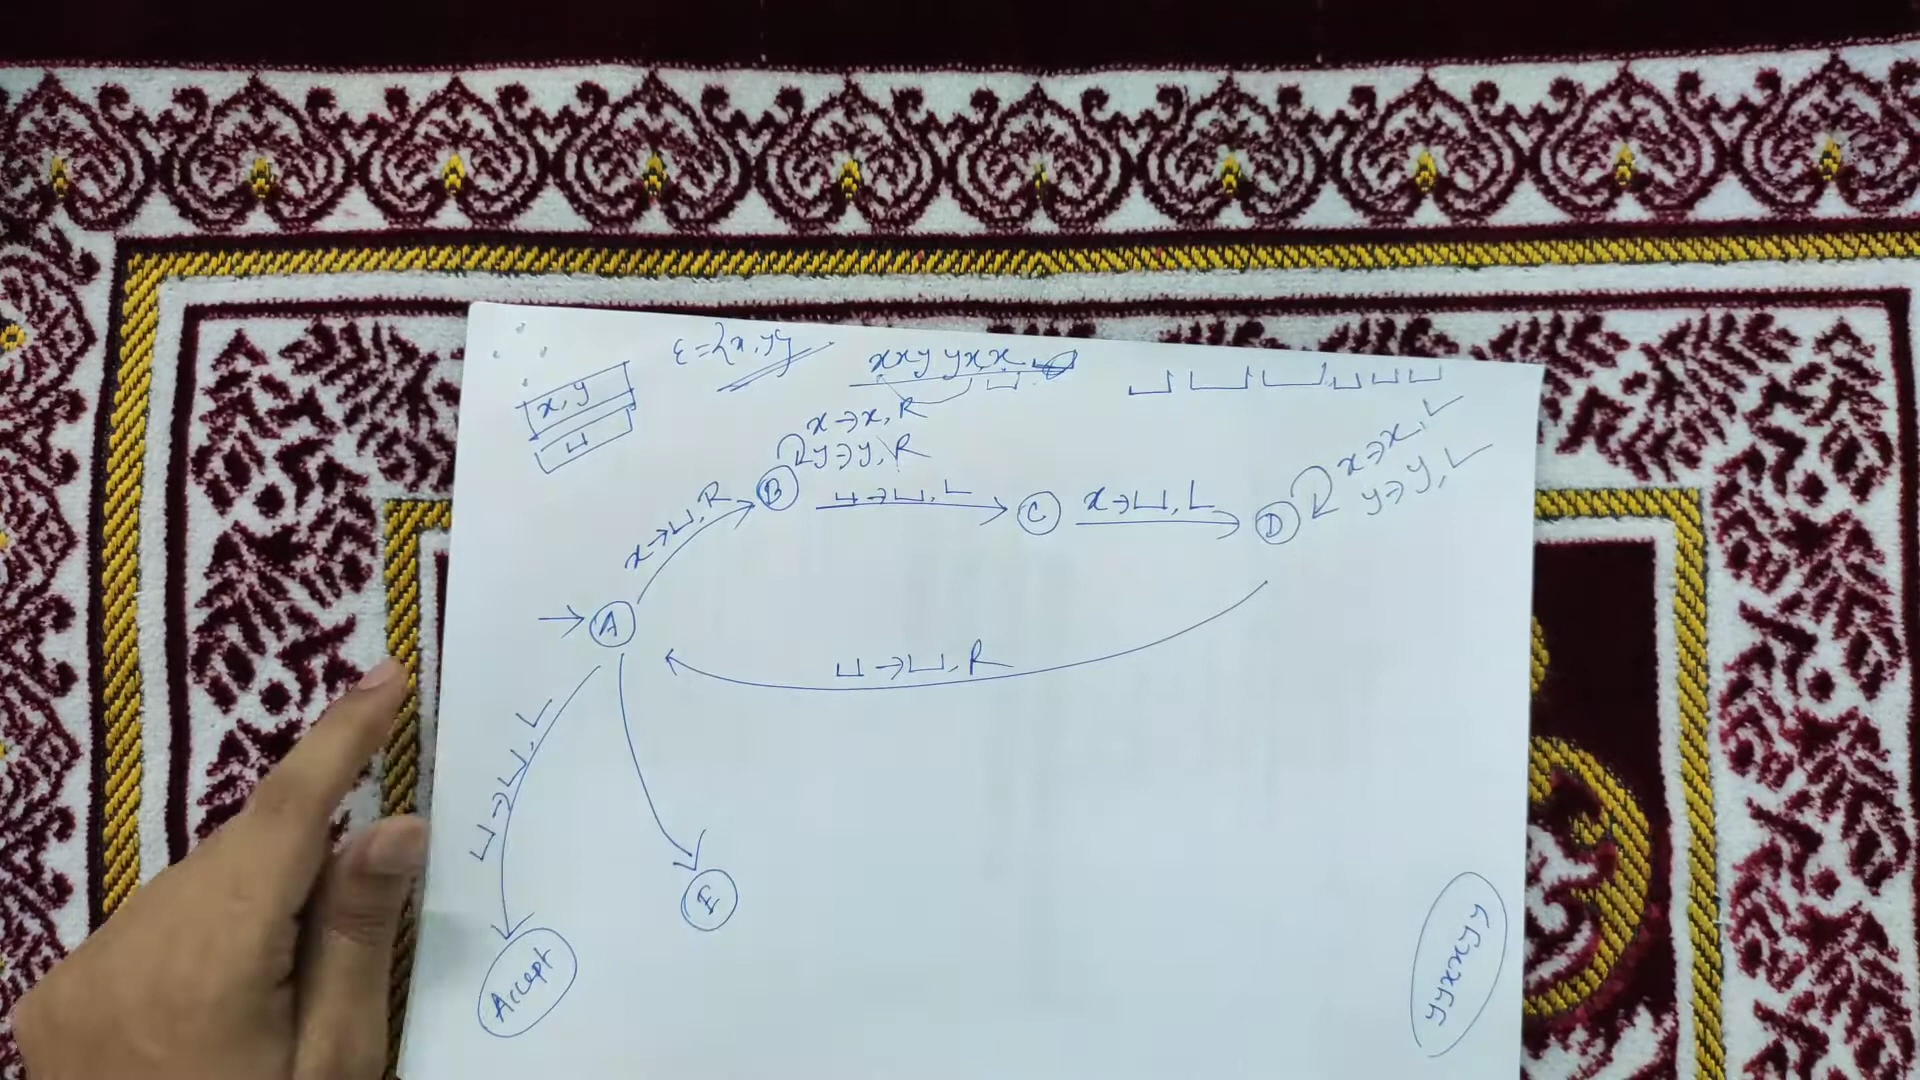 ε={x,y}
xxyyxx⊔
⊔ ⊔ ⊔ ⊔ ⊔ ⊔
x,y
⊔
⊔
x→x,R
y→y,R
x→x,L
y→y,L
x→⊔,R
B
⊔→⊔,L
C
x→⊔,L
D
A
⊔→⊔,R
⊔→⊔,L
E
Accept
yyxxyy